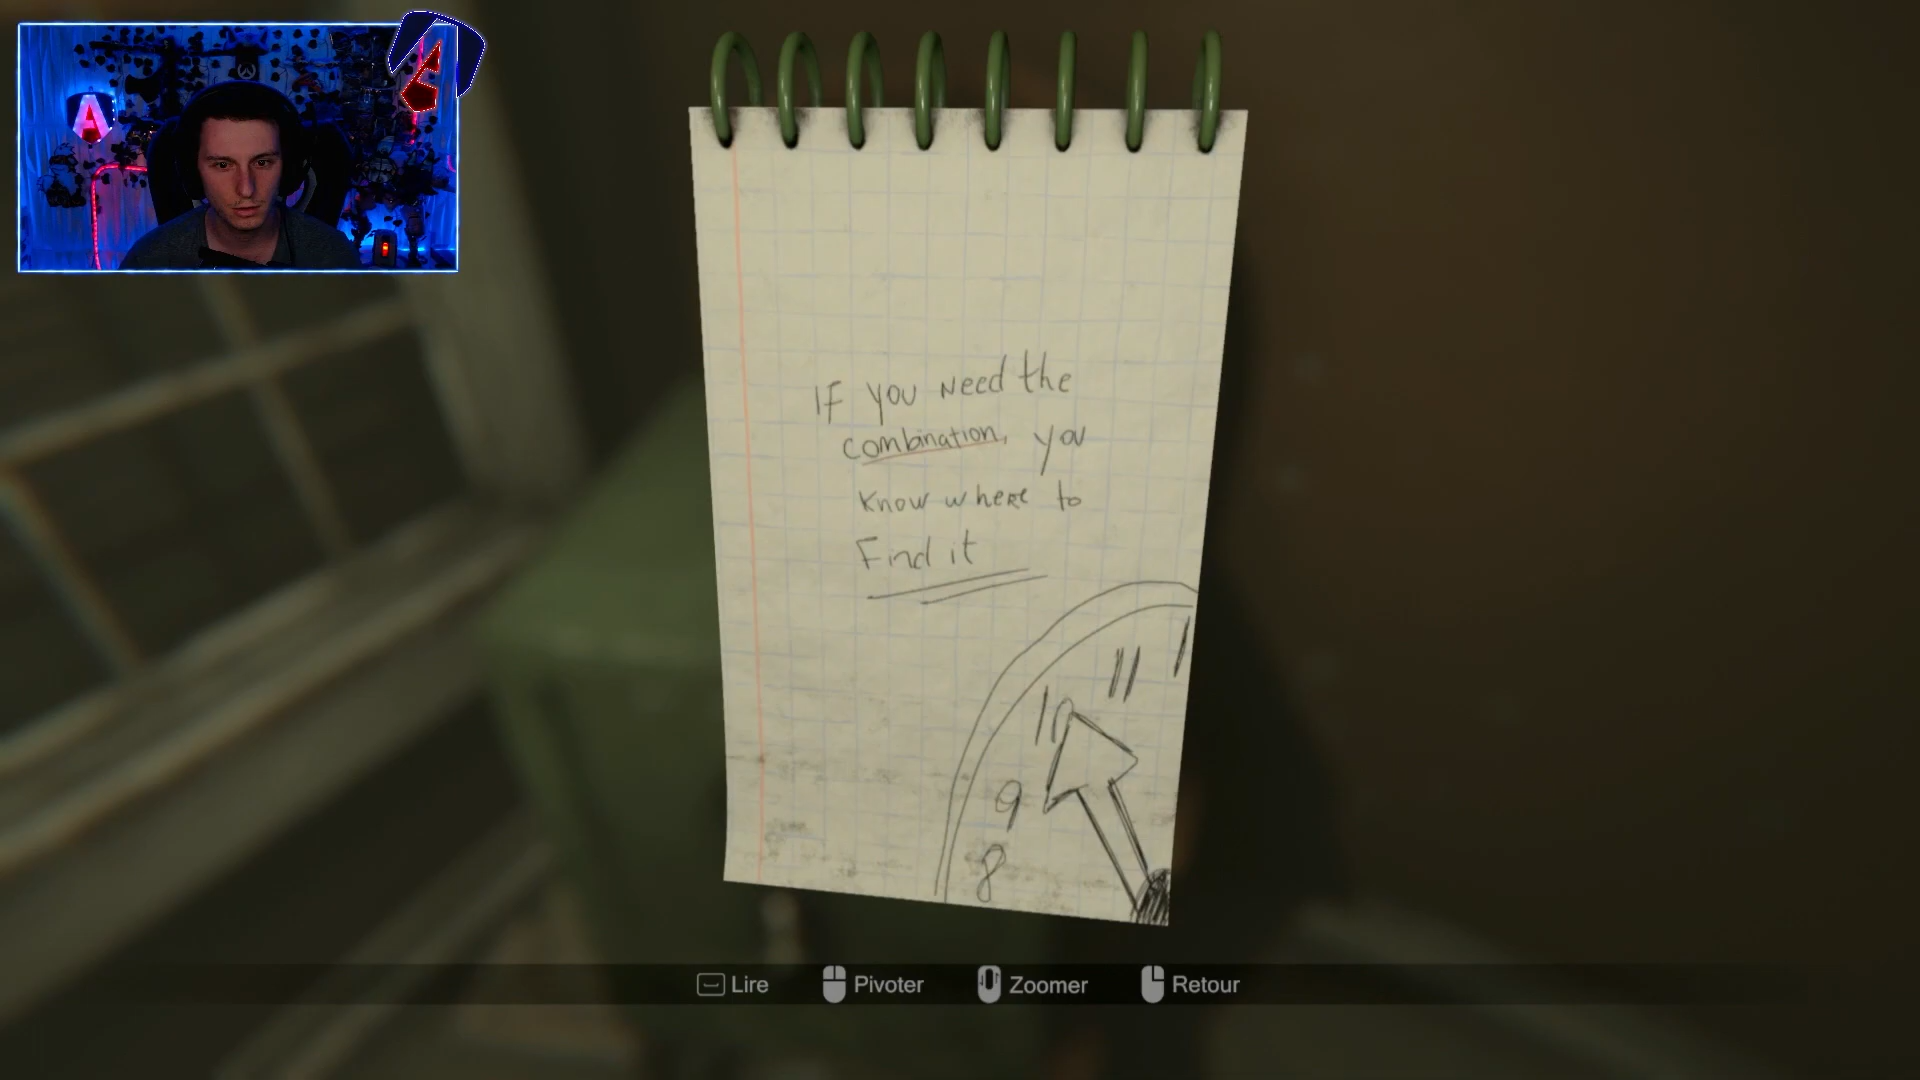 A
A
IF you need the
combination, you
know where to
Find it
11
1
10
9
8
Lire
Pivoter
Zoomer
Retour